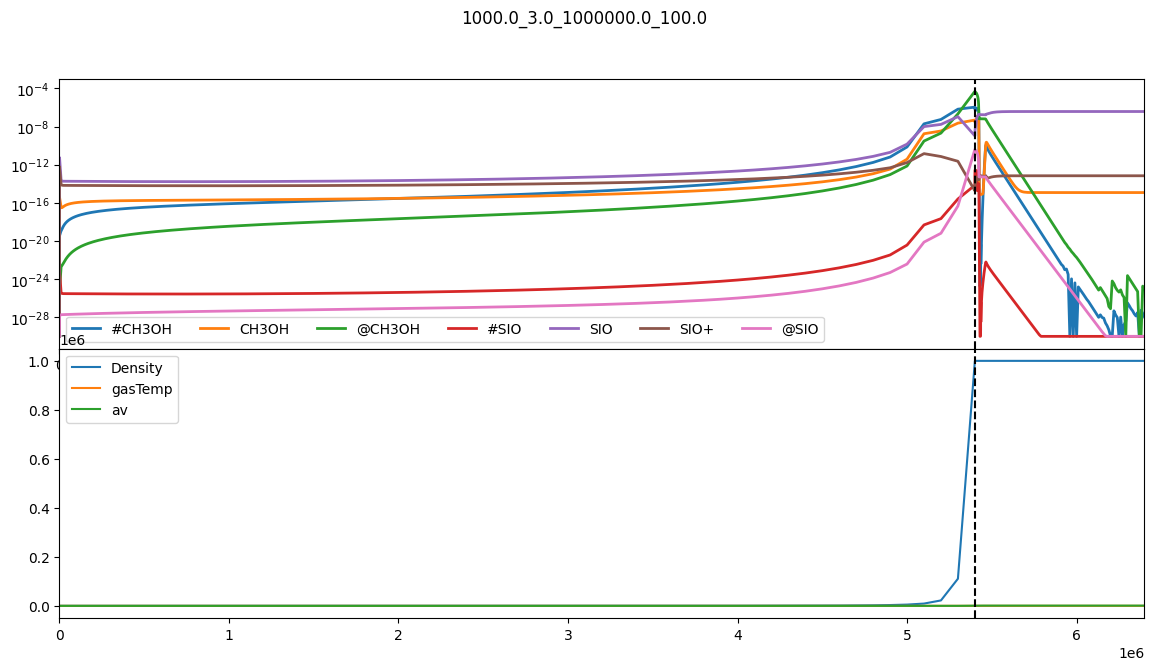 1000.0_3.0_1000000.0_100.0
10⁻⁴
10⁻⁸
10⁻¹²
10⁻¹⁶
10⁻²⁰
10⁻²⁴
10⁻²⁸
#CH3OH CH3OH @CH3OH #SIO SIO SIO+ @SIO
1e6
1.0
0.8
0.6
0.4
0.2
0.0
Density
gasTemp
av
0 1 2 3 4 5 6
1e6